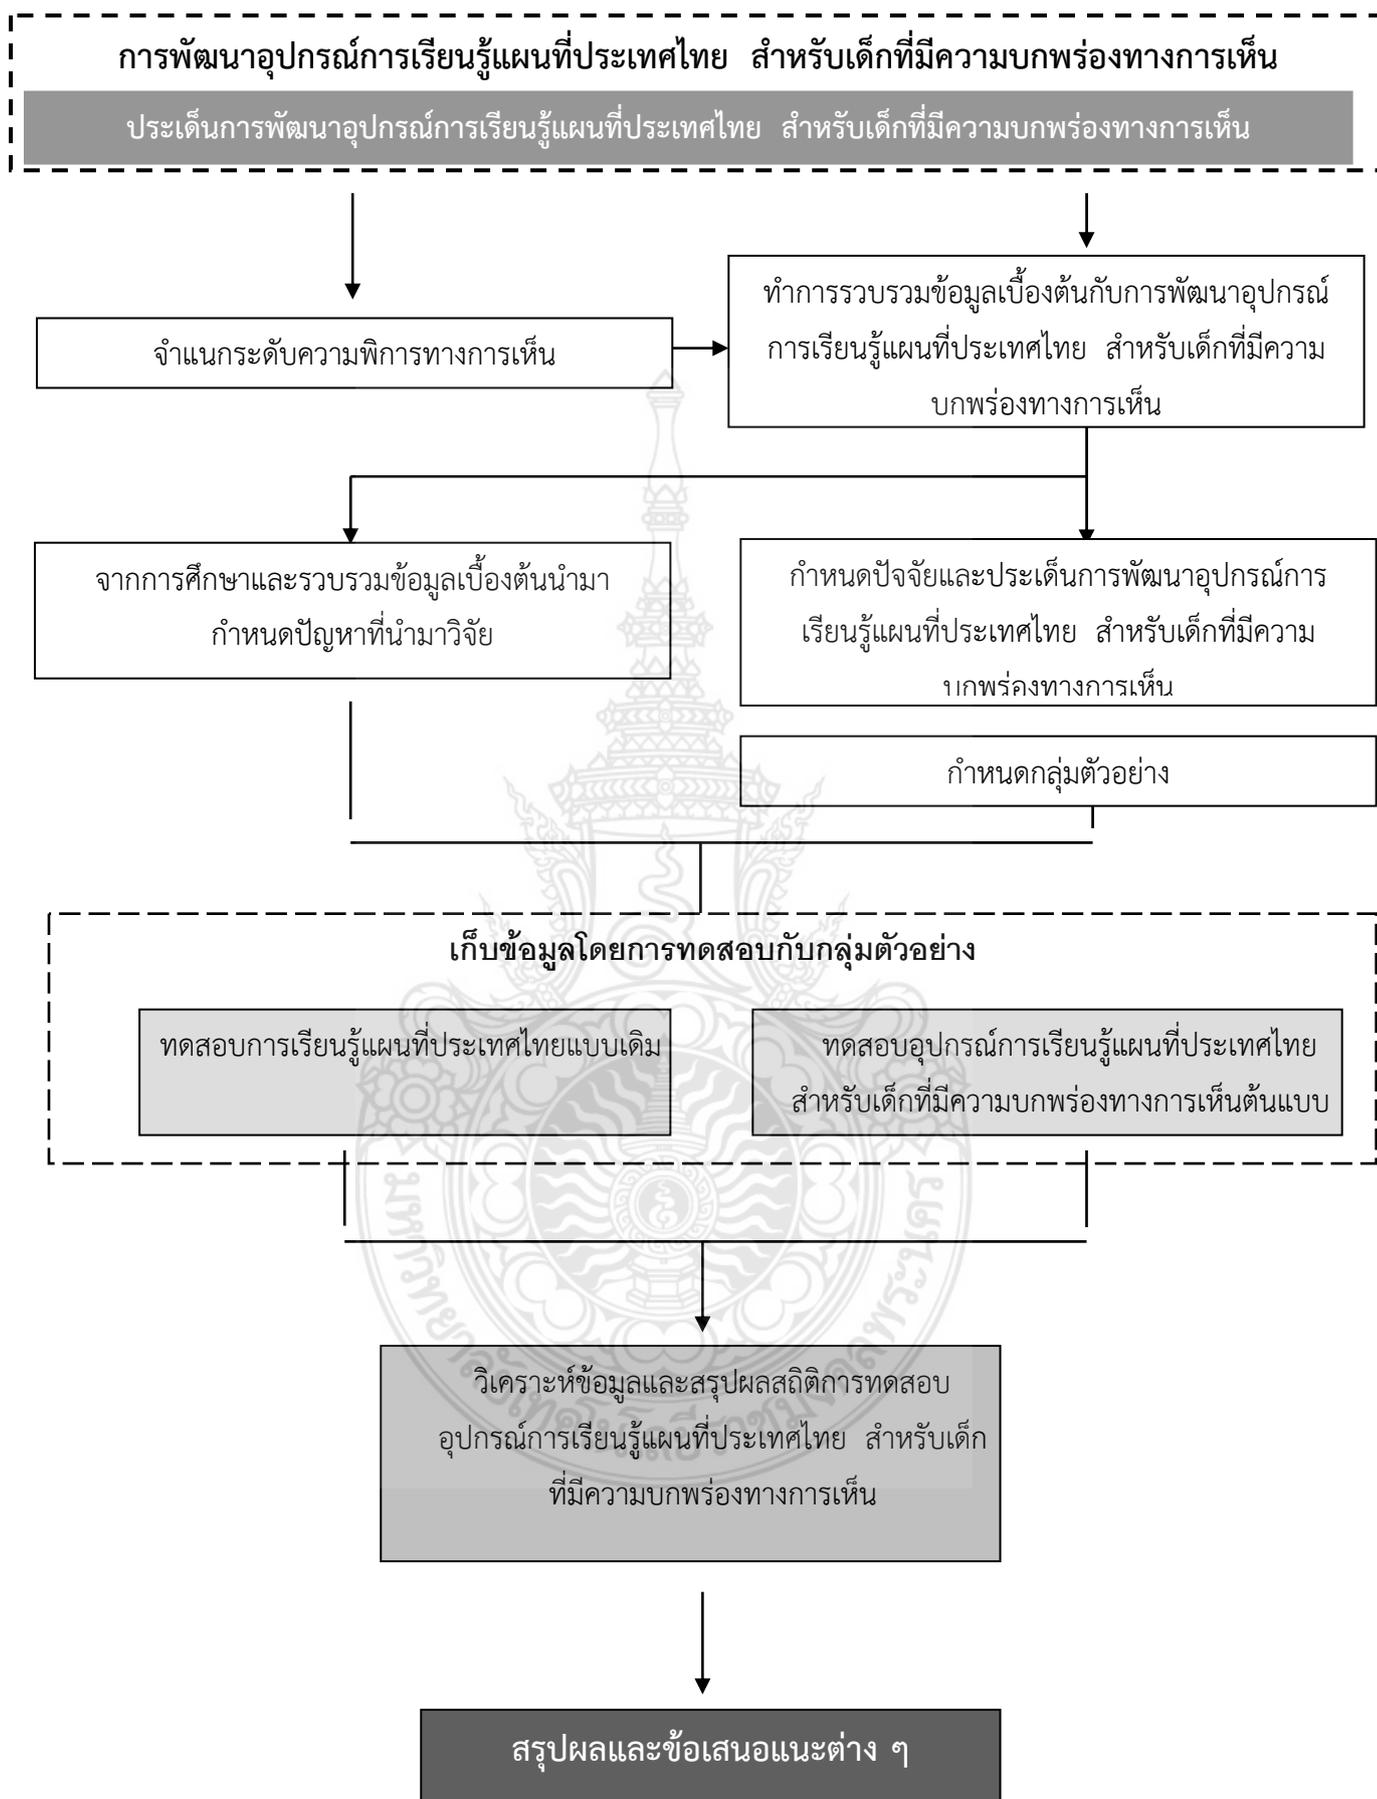 การพัฒนาอุปกรณ์การเรียนรู้แผนที่ประเทศไทย สำหรับเด็กที่มีความบกพร่องทางการเห็น
ประเด็นการพัฒนาอุปกรณ์การเรียนรู้แผนที่ประเทศไทย สำหรับเด็กที่มีความบกพร่องทางการเห็น
จำแนกระดับความพิการทางการเห็น
ทำการรวบรวมข้อมูลเบื้องต้นกับการพัฒนาอุปกรณ์
การเรียนรู้แผนที่ประเทศไทย สำหรับเด็กที่มีความ
บกพร่องทางการเห็น
จากการศึกษาและรวบรวมข้อมูลเบื้องต้นนำมา
กำหนดปัญหาที่นำมาวิจัย
กำหนดปัจจัยและประเด็นการพัฒนาอุปกรณ์การ
เรียนรู้แผนที่ประเทศไทย สำหรับเด็กที่มีความ
บกพร่องทางการเห็น
กำหนดกลุ่มตัวอย่าง
เก็บข้อมูลโดยการทดสอบกับกลุ่มตัวอย่าง
ทดสอบการเรียนรู้แผนที่ประเทศไทยแบบเดิม
ทดสอบอุปกรณ์การเรียนรู้แผนที่ประเทศไทย
สำหรับเด็กที่มีความบกพร่องทางการเห็นต้นแบบ
มหาวิทยาลัยเทคโนโลยีราชมงคลพระนคร
วิเคราะห์ข้อมูลและสรุปผลสถิติการทดสอบ
อุปกรณ์การเรียนรู้แผนที่ประเทศไทย สำหรับเด็ก
ที่มีความบกพร่องทางการเห็น
สรุปผลและข้อเสนอแนะต่าง ๆ